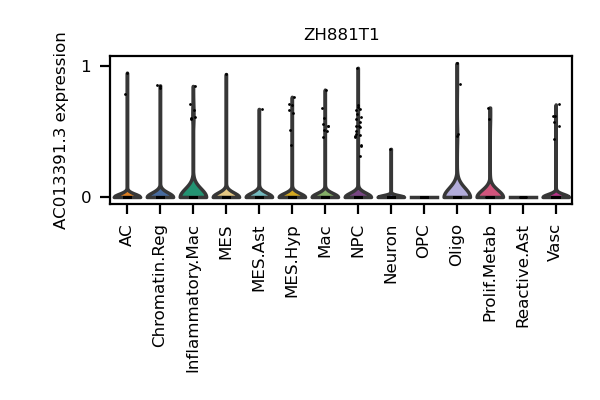 ZH881T1
AC013391.3 expression
1
0
AC
Chromatin.Reg
Inflammatory.Mac
MES
MES.Ast
MES.Hyp
Mac
NPC
Neuron
OPC
Oligo
Prolif.Metab
Reactive.Ast
Vasc